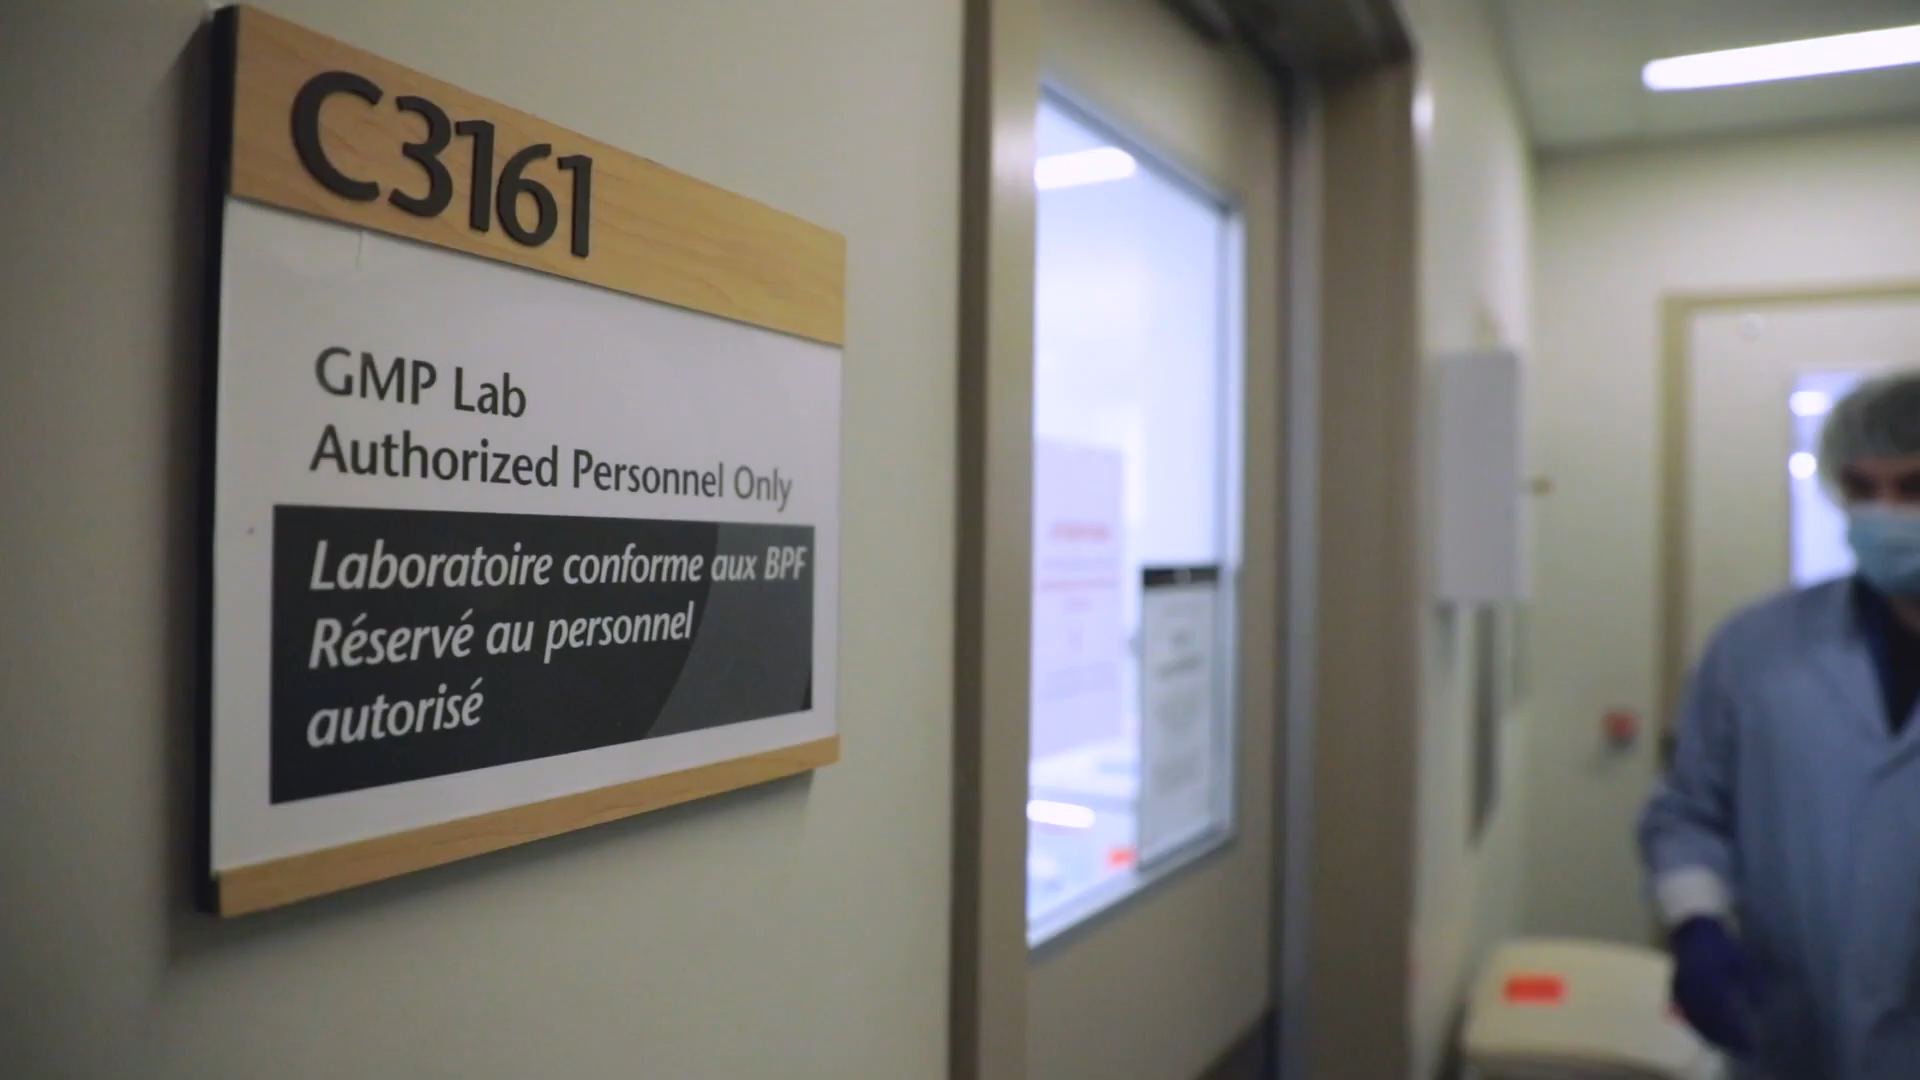 C3161
GMP Lab
Authorized Personnel Only
Laboratoire conforme aux BPF
Réservé au personnel
autorisé